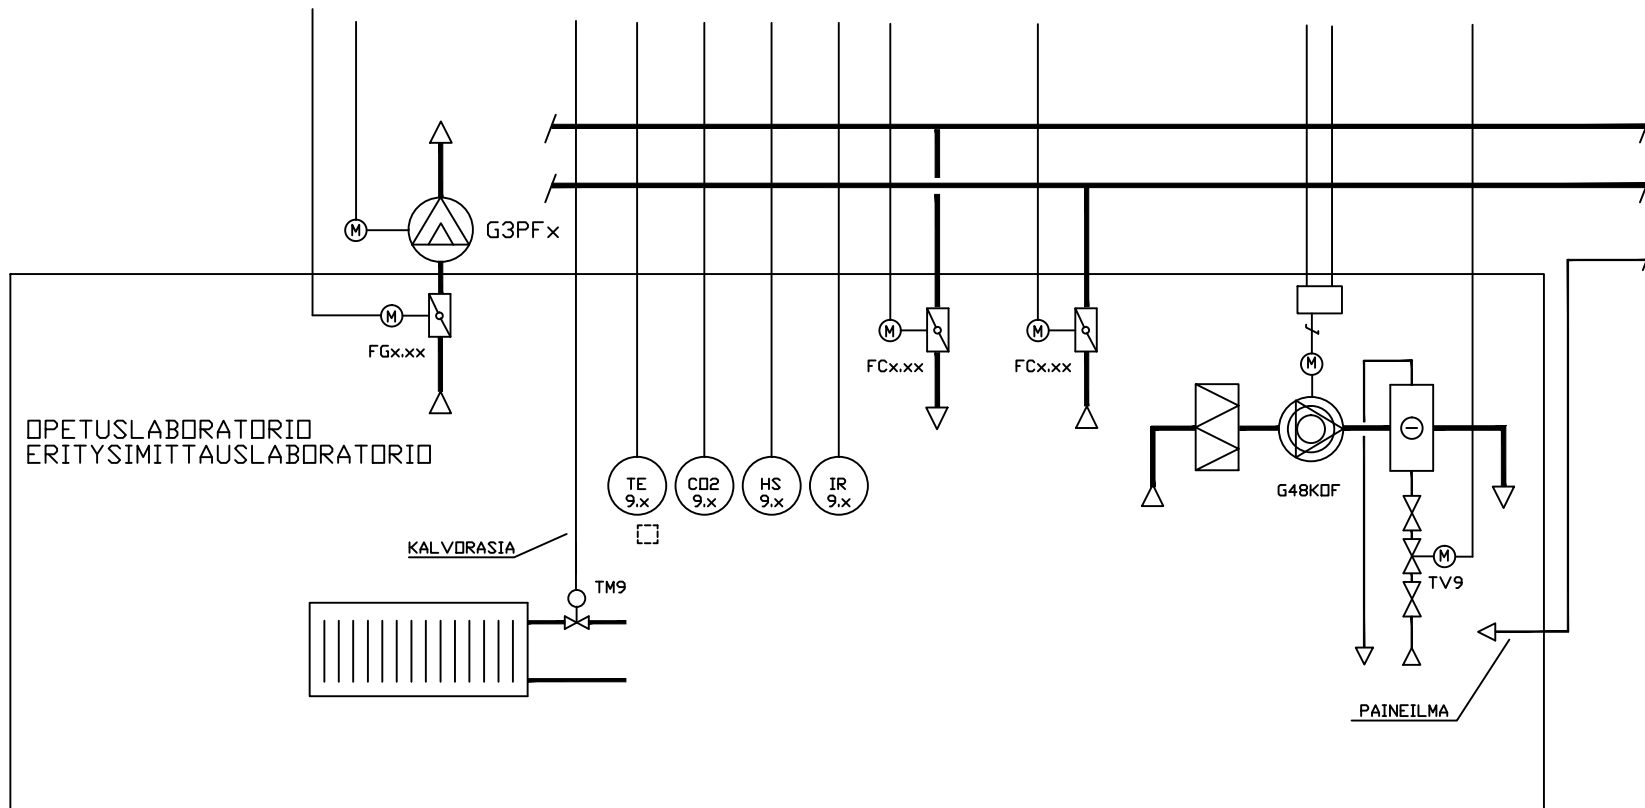 G3PFx
M
M
FGx.xx
M
FCx.xx
M
FCx.xx
M
OPETUSLABORATORIO
ERITYSIMITTAUSLABORATORIO
TE
9.x
CO2
9.x
HS
9.x
IR
9.x
G48KOF
KALVORASIA
TM9
M
TV9
PAINEILMA